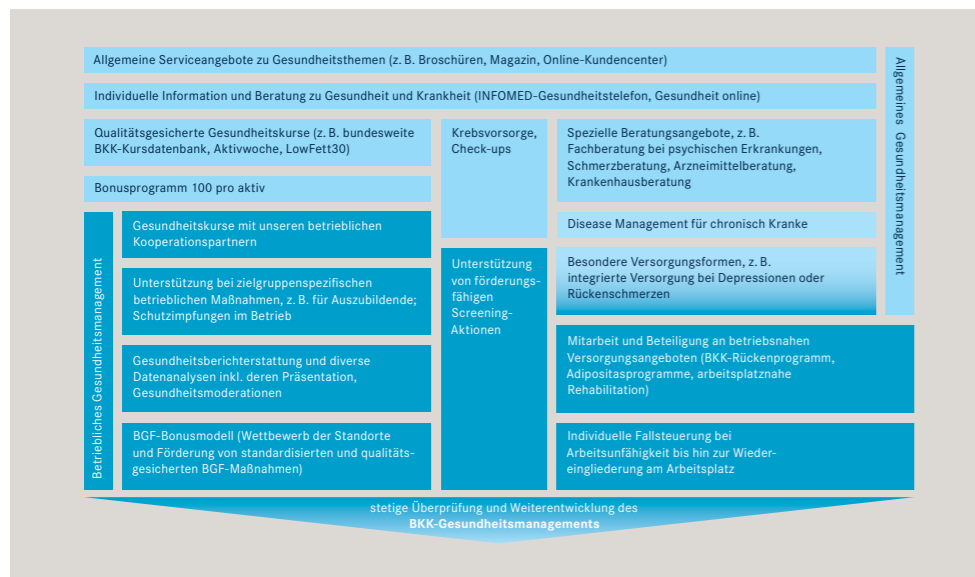 Allgemeine Serviceangebote zu Gesundheitsthemen (z. B. Broschüren, Magazin, Online-Kundencenter)
Individuelle Information und Beratung zu Gesundheit und Krankheit (INFOMED-Gesundheitstelefon, Gesundheit online)
Qualitätsgesicherte Gesundheitskurse (z. B. bundesweite
BKK-Kursdatenbank, Aktivwoche, LowFett30)
Bonusprogramm 100 pro aktiv
Krebsvorsorge,
Check-ups
Spezielle Beratungsangebote, z. B.
Fachberatung bei psychischen Erkrankungen,
Schmerzberatung, Arzneimittelberatung,
Krankenhausberatung
Disease Management für chronisch Kranke
Besondere Versorgungsformen, z. B.
integrierte Versorgung bei Depressionen oder
Rückenschmerzen
Allgemeines Gesundheitsmanagement
Betriebliches Gesundheitsmanagement
Gesundheitskurse mit unseren betrieblichen
Kooperationspartnern
Unterstützung bei zielgruppenspezifischen
betrieblichen Maßnahmen, z. B. für Auszubildende;
Schutzimpfungen im Betrieb
Gesundheitsberichterstattung und diverse
Datenanalysen inkl. deren Präsentation,
Gesundheitsmoderationen
BGF-Bonusmodell (Wettbewerb der Standorte
und Förderung von standardisierten und qualitäts-
gesicherten BGF-Maßnahmen)
Unterstützung
von förderungs-
fähigen
Screening-
Aktionen
Mitarbeit und Beteiligung an betriebsnahen
Versorgungsangeboten (BKK-Rückenprogramm,
Adipositasprogramme, arbeitsplatznahe
Rehabilitation)
Individuelle Fallsteuerung bei
Arbeitsunfähigkeit bis hin zur Wieder-
eingliederung am Arbeitsplatz
stetige Überprüfung und Weiterentwicklung des
BKK-Gesundheitsmanagements